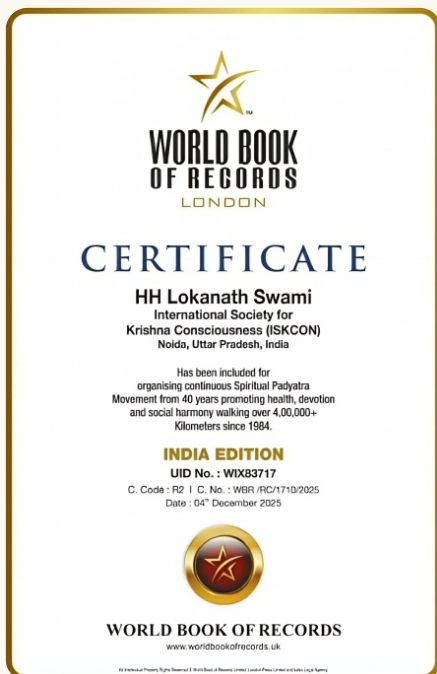 TM
WORLD BOOK
OF RECORDS
LONDON
CERTIFICATE
HH Lokanath Swami
International Society for
Krishna Consciousness (ISKCON)
Noida, Uttar Pradesh, India
Has been included for
organising continuous Spiritual Padyatra
Movement from 40 years promoting health, devotion
and social harmony walking over 4,00,000+
Kilometers since 1984.
INDIA EDITION
UID No. : WIX83717
C. Code : R2 I C. No. : WBR /RC/1710/2025
Date : 04th December 2025
WORLD BOOK OF RECORDS
www.worldbookofrecords.uk